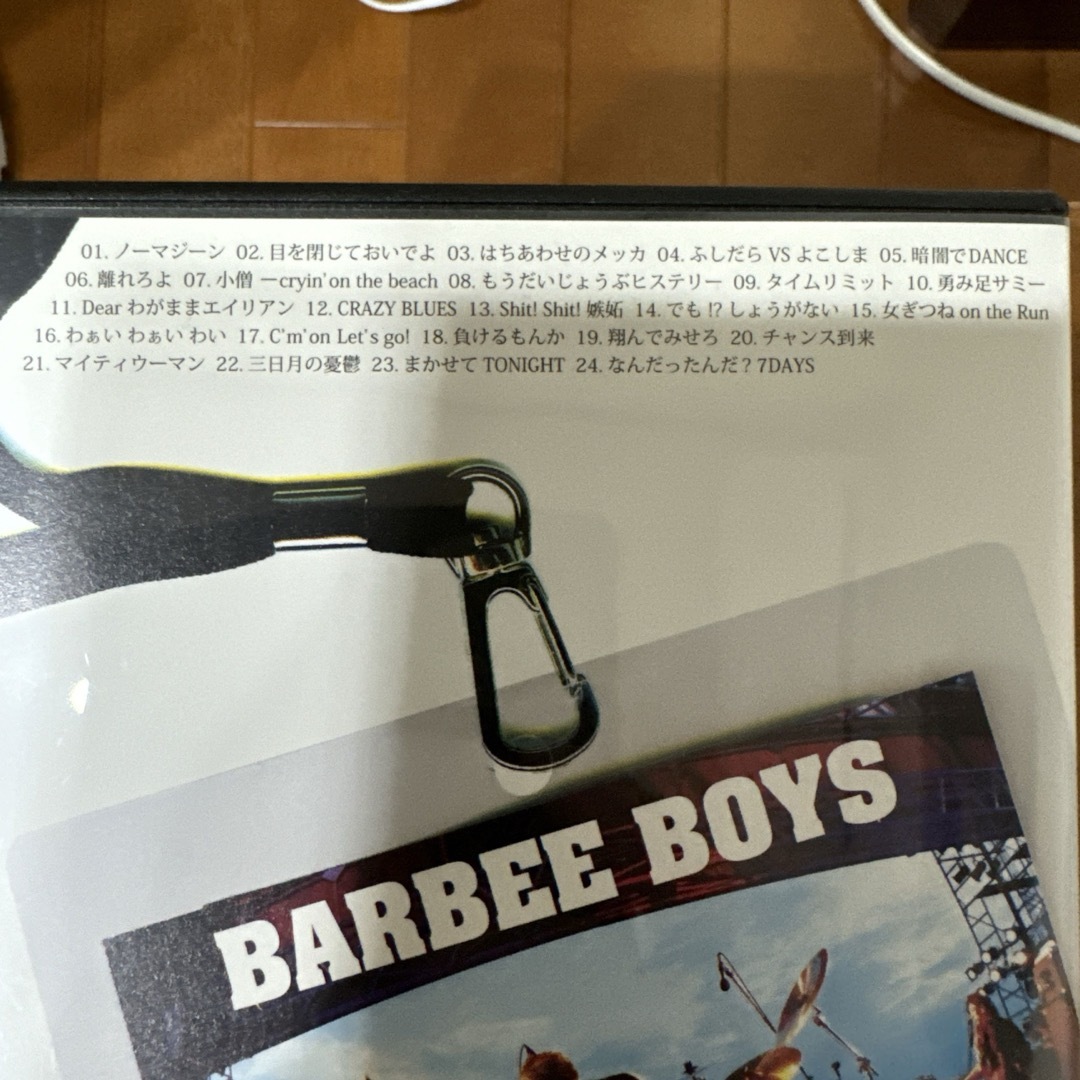 01. ノーマジーン 02. 目を閉じておいでよ 03. はちあわせのメッカ 04. ふしだら VS よこしま 05. 暗闇でDANCE
06. 離れろよ 07. 小僧 ーcryin' on the beach 08. もうだいじょうぶヒステリー 09. タイムリミット 10. 勇み足サミー
11. Dear わがままエイリアン 12. CRAZY BLUES 13. Shit! Shit! 嫉妬 14. でも!? しょうがない 15. 女ぎつね on the Run
16. わぁい わぁい わい 17. C'm'on Let's go! 18. 負けるもんか 19. 翔んでみせろ 20. チャンス到来
21. マイティウーマン 22. 三日月の憂鬱 23. まかせて TONIGHT 24. なんだったんだ? 7DAYS
BARBEE BOYS